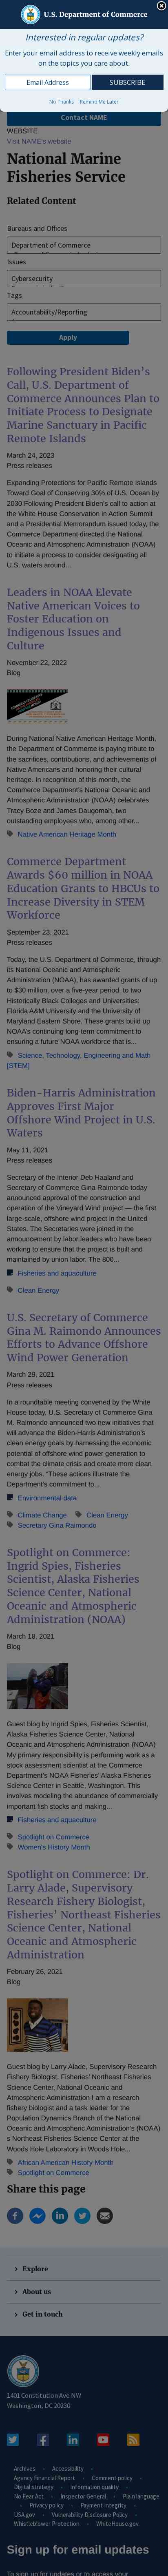 U.S. Department of Commerce
Interested in regular updates?
Enter your email address to receive weekly emails
on the topics you care about.
Email Address
SUBSCRIBE
No Thanks
Remind Me Later
Contact NAME
WEBSITE
Visit NAME's website
National Marine
Fisheries Service
Related Content
Bureaus and Offices
Department of Commerce
Issues
Cybersecurity
Tags
Accountability/Reporting
Apply
Following President Biden's
Call, U.S. Department of
Commerce Announces Plan to
Initiate Process to Designate
Marine Sanctuary in Pacific
Remote Islands
March 24, 2023
Press releases
Expanding Protections for Pacific Remote Islands
Toward Goal of Conserving 30% of U.S. Ocean by
2030 Following President Biden's call to action at
the White House Conservation in Action Summit
and his Presidential Memorandum today, the
Commerce Department directed the National
Oceanic and Atmospheric Administration (NOAA)
to initiate a process to consider designating all
U.S. waters around...
Leaders in NOAA Elevate
Native American Voices to
Foster Education on
Indigenous Issues and
Culture
November 22, 2022
Blog
During National Native American Heritage Month,
the Department of Commerce is paying tribute to
the sacrifices, contributions, and achievements of
Native Americans and honoring their rich cultural
heritage. In observation of this month, the
National Oceanic and Atmospheric
Administration (NOAA) celebrates
Tracy Boze and James Bougamoti, two
outstanding employees who, among other...
Native American Heritage Month
Commerce Department
Awards $60 million in NOAA
Education Grants to HBCUs to
Increase Diversity in STEM
Workforce
September 23, 2021
Press releases
Today, the U.S. Department of Commerce, through
its National Oceanic and Atmospheric
Administration (NOAA), is awarding two grants of
up to $30 million, over a five-year period, to two
Historically Black Colleges and Universities:
Florida A&M University and the University of
Maryland Eastern Shore. These grants build upon
NOAA's continuing long-term commitment to
ensuring a future NOAA workforce that is...
Science, Technology, Engineering and Math
[STEM]
Biden-Harris Administration
Approves First Major
Offshore Wind Project in U.S.
Waters
May 11, 2021
Press releases
Secretary of the Interior Deb Haaland and
Secretary of Commerce Gina Raimondo today
announced the approval of the construction and
operation of the Vineyard Wind project — the first
large-scale, offshore wind project in the United
States. Secretary of Labor Marty Walsh also
welcomed the announcement, as leaders
work to ensure that the men and women
working on the project have the free and fair
choice to join a union. The 800...
Fisheries and aquaculture
Clean Energy
U.S. Secretary of Commerce
Gina M. Raimondo Announces
Efforts to Advance Offshore
Wind Power Generation
March 29, 2021
Press releases
In a roundtable meeting convened by the White
House today, U.S. Secretary of Commerce Gina M.
Raimondo announced new initiatives that will
advance the Administration's efforts to build a
clean energy economy for good-paying jobs by
harnessing the potential of offshore wind while
combatting the climate crisis and promoting clean
energy. "These actions illustrate the Commerce
Department's commitment to...
Environmental data
Climate Change
Clean Energy
Secretary Gina Raimondo
Spotlight on Commerce:
Ingrid Spies, Fisheries
Scientist, Alaska Fisheries
Science Center, National
Oceanic and Atmospheric
Administration (NOAA)
March 18, 2021
Blog
Guest blog by Ingrid Spies, Fisheries Scientist,
Alaska Fisheries Science Center, National
Oceanic and Atmospheric Administration (NOAA)
My primary responsibility is performing work as a
stock assessment scientist at the Commerce
Department's NOAA Fisheries' Alaska Fisheries
Science Center in Seattle, Washington. This
involves modeling the abundance of commercially
important fish stocks and making...
Fisheries and aquaculture
Spotlight on Commerce
Women's History Month
Spotlight on Commerce: Dr.
Larry Alade, Supervisory
Research Fishery Biologist,
Fisheries' Northeast Fisheries
Science Center, National
Oceanic and Atmospheric
Administration
February 26, 2021
Blog
Guest blog by Larry Alade, Supervisory Research
Fishery Biologist, Fisheries' Northeast Fisheries
Science Center, National Oceanic and
Atmospheric Administration I am a research
fishery biologist and a task leader for the
Population Dynamics Branch of the National
Oceanic and Atmospheric Administration's (NOAA)
s Northeast Fisheries Science Center at the
Woods Hole Laboratory in Woods Hole...
African American History Month
Spotlight on Commerce
Share this page
Explore
About us
Get in touch
1401 Constitution Ave NW
Washington, DC 20230
Archives
Accessibility
Agency Financial Report
Comment policy
Digital strategy
Information quality
No Fear Act
Inspector General
Plain language
Privacy policy
Payment Integrity
USA.gov
Vulnerability Disclosure Policy
Whistleblower Protection
WhiteHouse.gov
Sign up for email updates
To sign up for updates or to access your